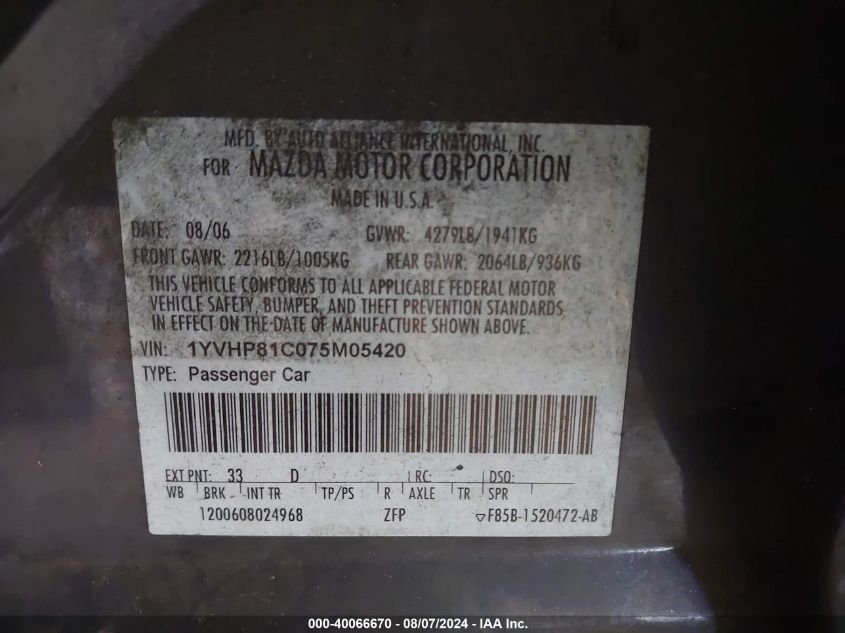 MFD. BY AUTO ALLIANCE INTERNATIONAL, INC.
FOR MAZDA MOTOR CORPORATION
MADE IN U.S.A.
DATE: 08/06 GVWR: 4279LB/1941KG
FRONT GAWR: 2216LB/1005KG REAR GAWR: 2064LB/936KG
THIS VEHICLE CONFORMS TO ALL APPLICABLE FEDERAL MOTOR
VEHICLE SAFETY, BUMPER, AND THEFT PREVENTION STANDARDS
IN EFFECT ON THE DATE OF MANUFACTURE SHOWN ABOVE.
VIN: 1YVHP81C075M05420
TYPE: Passenger Car
EXT PNT: 33 D RC: DSO:
WB BRK INT TR TP/PS R AXLE TR SPR
1200608024968 ZFP ▽F85B-1520472-AB
000-40066670 - 08/07/2024 - IAA Inc.